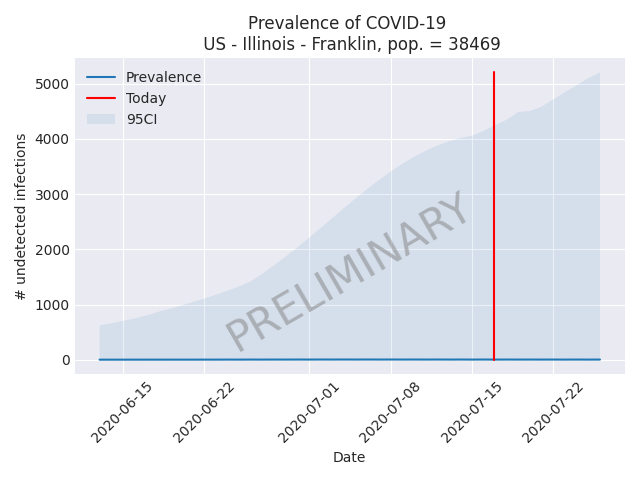 Prevalence of COVID-19
US - Illinois - Franklin, pop. = 38469
Prevalence
Today
95CI
5000
4000
3000
2000
1000
0
# undetected infections
PRELIMINARY
2020-06-15
2020-06-22
2020-07-01
2020-07-08
2020-07-15
2020-07-22
Date